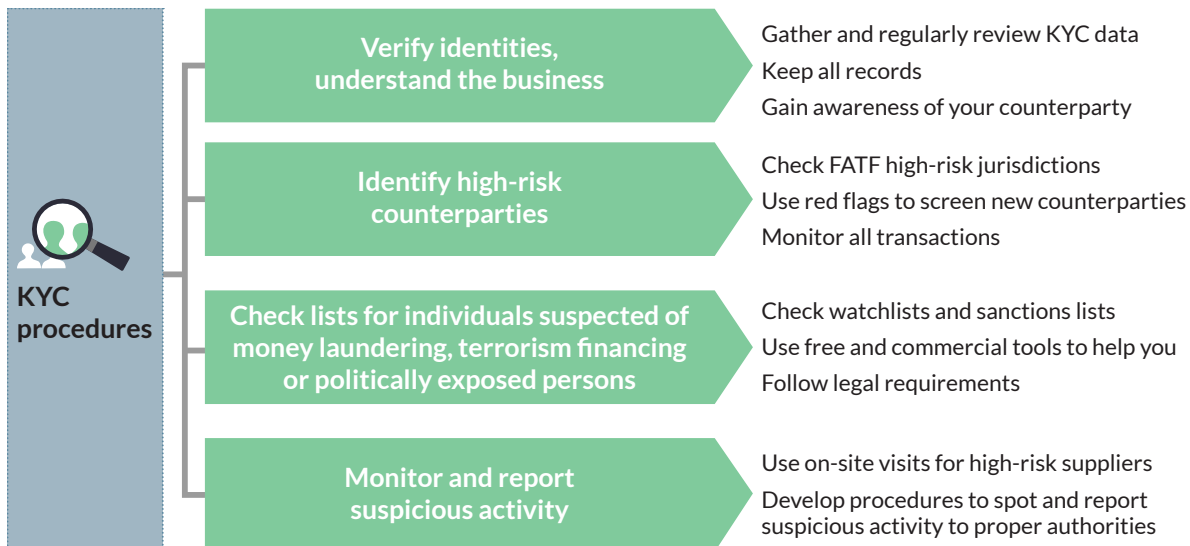 KYC
procedures
Verify identities,
understand the business
Gather and regularly review KYC data
Keep all records
Gain awareness of your counterparty
Identify high-risk
counterparties
Check FATF high-risk jurisdictions
Use red flags to screen new counterparties
Monitor all transactions
Check lists for individuals suspected of
money laundering, terrorism financing
or politically exposed persons
Check watchlists and sanctions lists
Use free and commercial tools to help you
Follow legal requirements
Monitor and report
suspicious activity
Use on-site visits for high-risk suppliers
Develop procedures to spot and report
suspicious activity to proper authorities